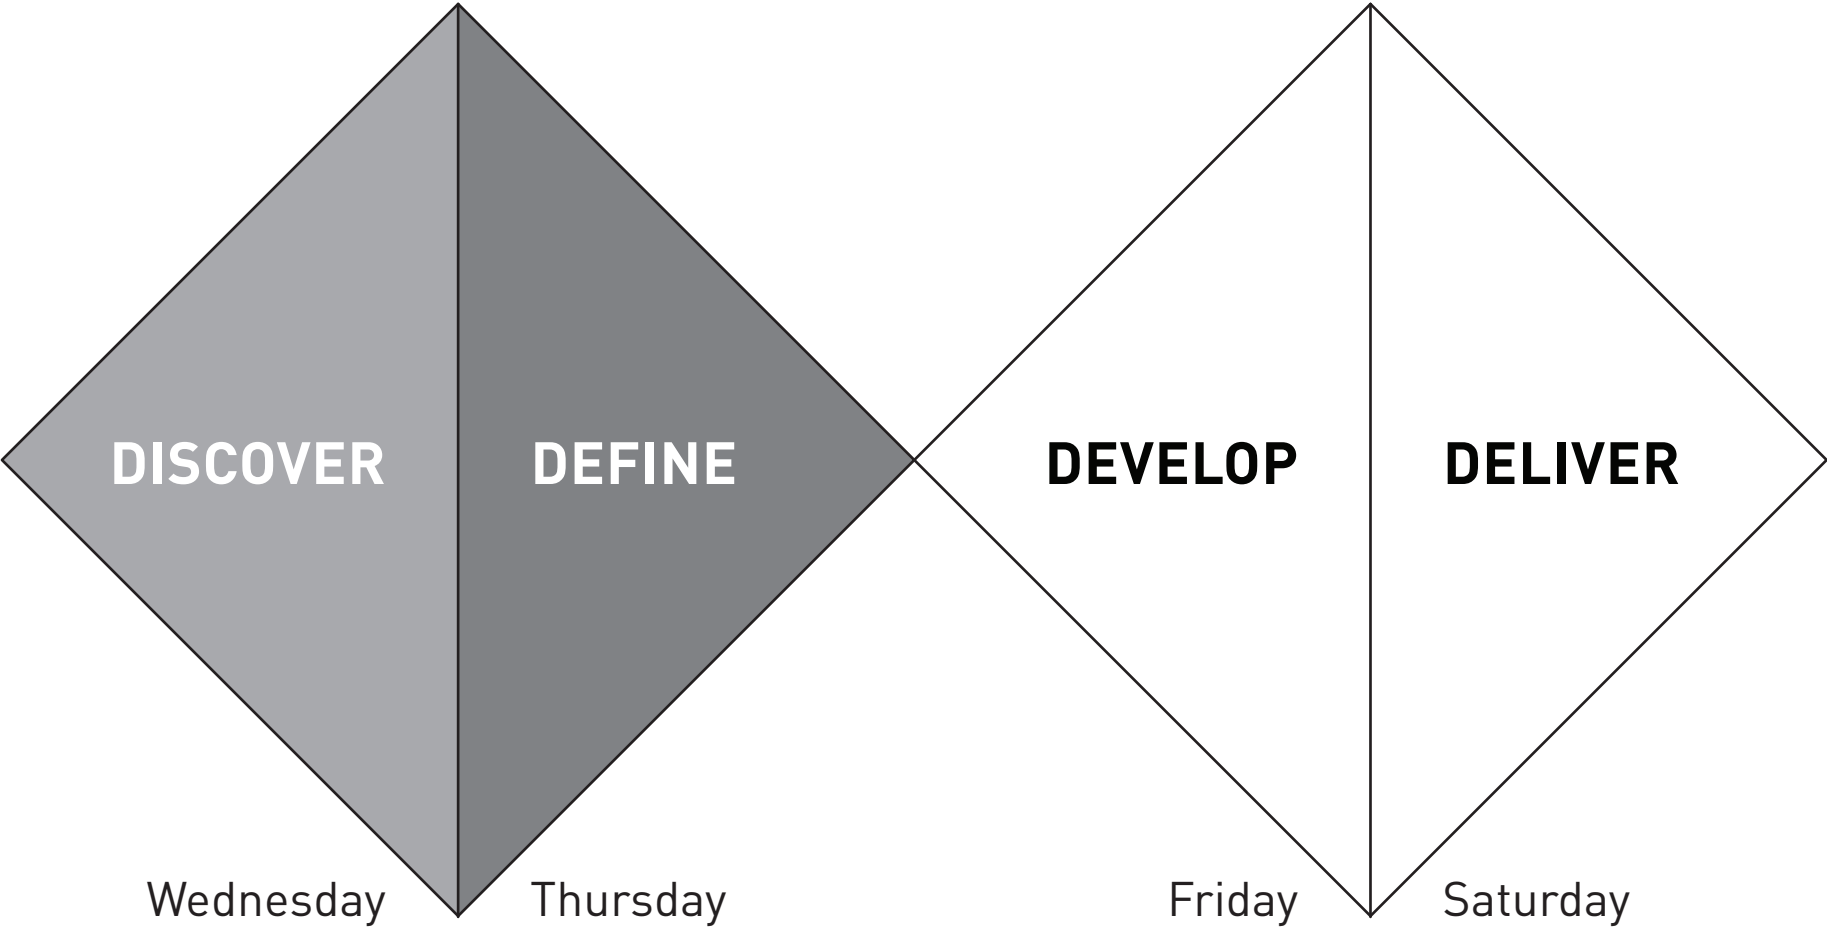 DISCOVER
DEFINE
DEVELOP
DELIVER
Wednesday
Thursday
Friday
Saturday